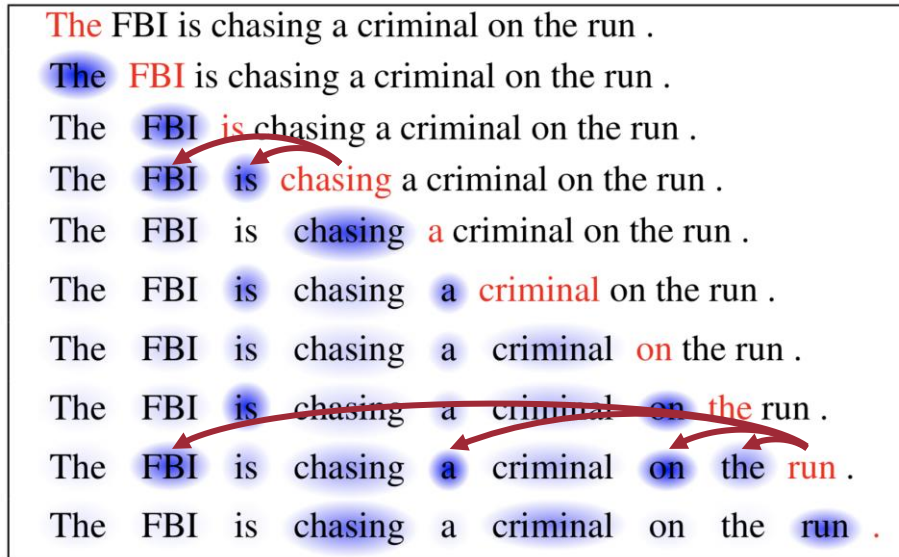 The FBI is chasing a criminal on the run .
The FBI is chasing a criminal on the run .
The FBI is chasing a criminal on the run .
The FBI is chasing a criminal on the run .
The FBI is chasing a criminal on the run .
The FBI is chasing a criminal on the run .
The FBI is chasing a criminal on the run .
The FBI is chasing a criminal on the run .
The FBI is chasing a criminal on the run .
The FBI is chasing a criminal on the run .